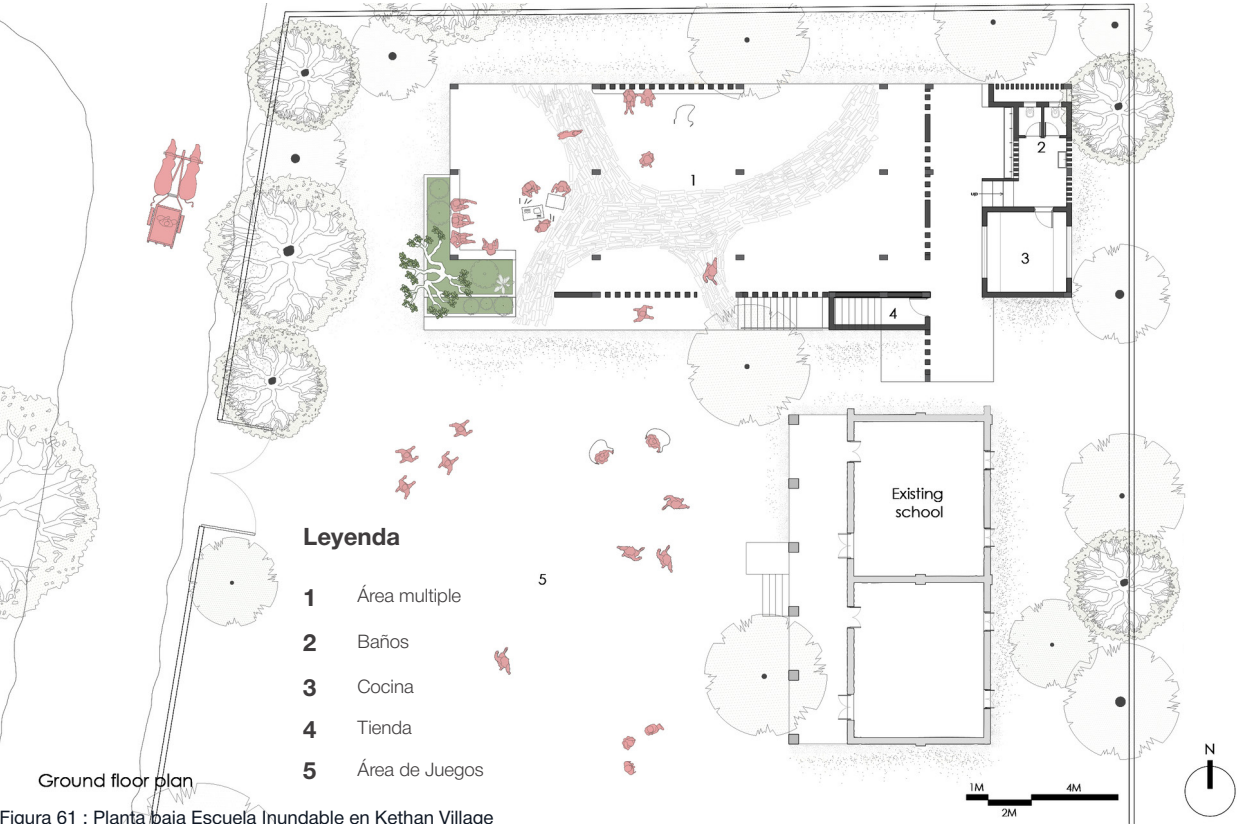 1
2
3
4
Existing
school
5
Leyenda
1 Área multiple
2 Baños
3 Cocina
4 Tienda
5 Área de Juegos
Ground floor plan
1M
2M
4M
N
Figura 61 : Planta baja Escuela Inundable en Kethan Village